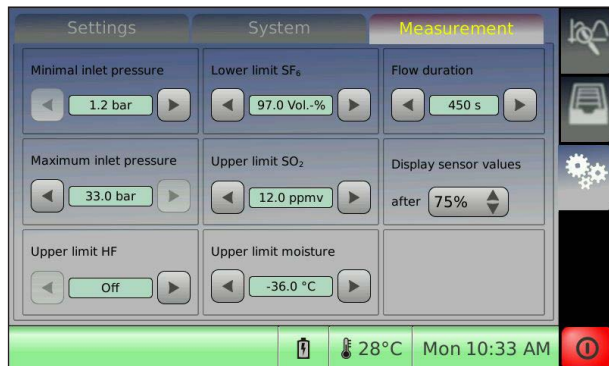 Settings
System
Measurement
Minimal inlet pressure
1.2 bar
Lower limit SF₆
97.0 Vol.-%
Flow duration
450 s
Maximum inlet pressure
33.0 bar
Upper limit SO₂
12.0 ppmv
Display sensor values
after 75%
Upper limit HF
Off
Upper limit moisture
-36.0 °C
28°C
Mon 10:33 AM